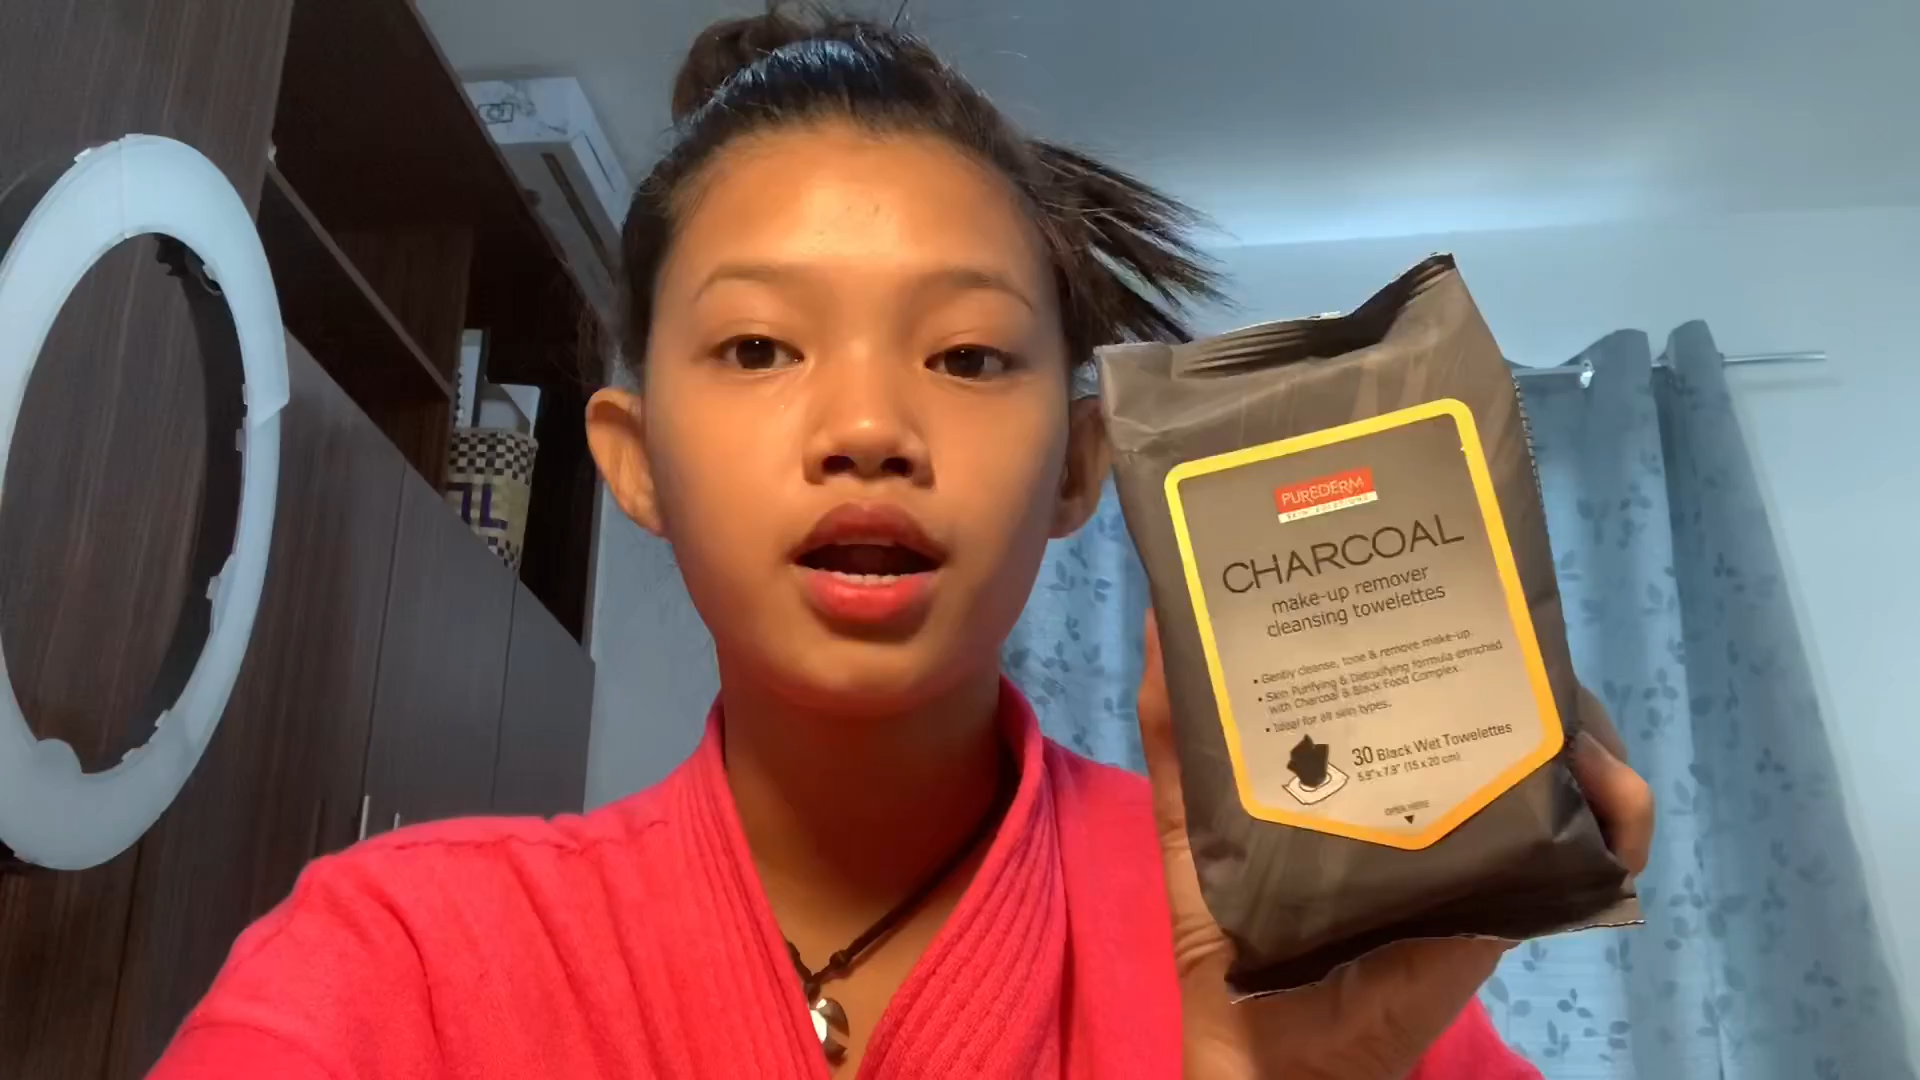 PUREDERM
SKIN SOLUTIONS
CHARCOAL
make-up remover
cleansing towelettes
• Gently cleanse, tone & remove make-up.
• Skin Purifying & Detoxifying formula enriched
with Charcoal & Black Food Complex.
• Ideal for all skin types.
30 Black Wet Towelettes
5.9"x 7.9" (15 x 20 cm)
OPEN HERE